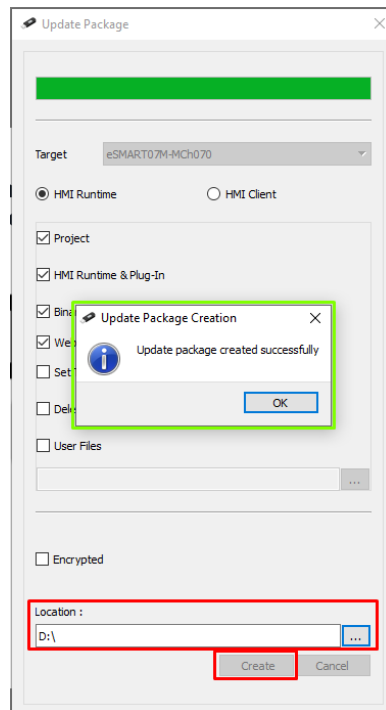 Update Package
Target eSMART07M-MCh070
HMI Runtime HMI Client
Project
HMI Runtime & Plug-In
Update Package Creation
Update package created successfully
OK
Set
User Files
...
Encrypted
Location :
D:\ ...
Create Cancel